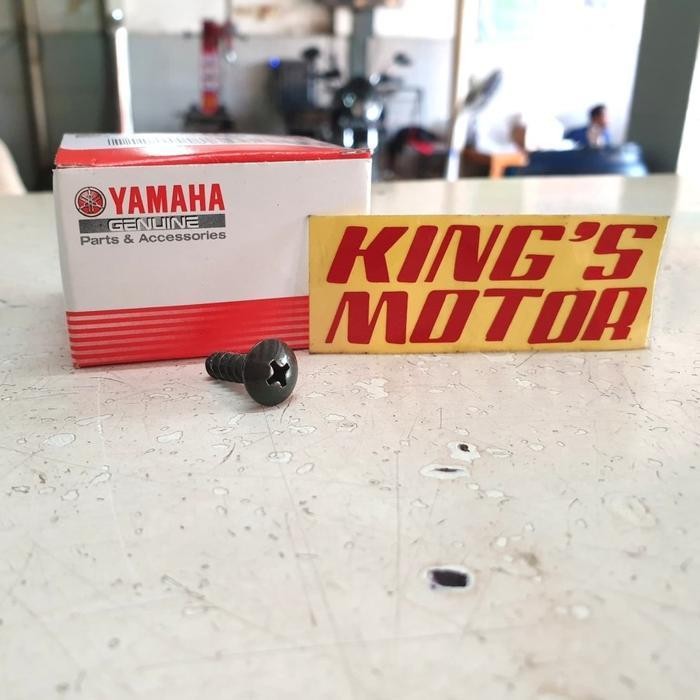 YAMAHA
GENUINE
Parts & Accessories
KING'S
MOTOR